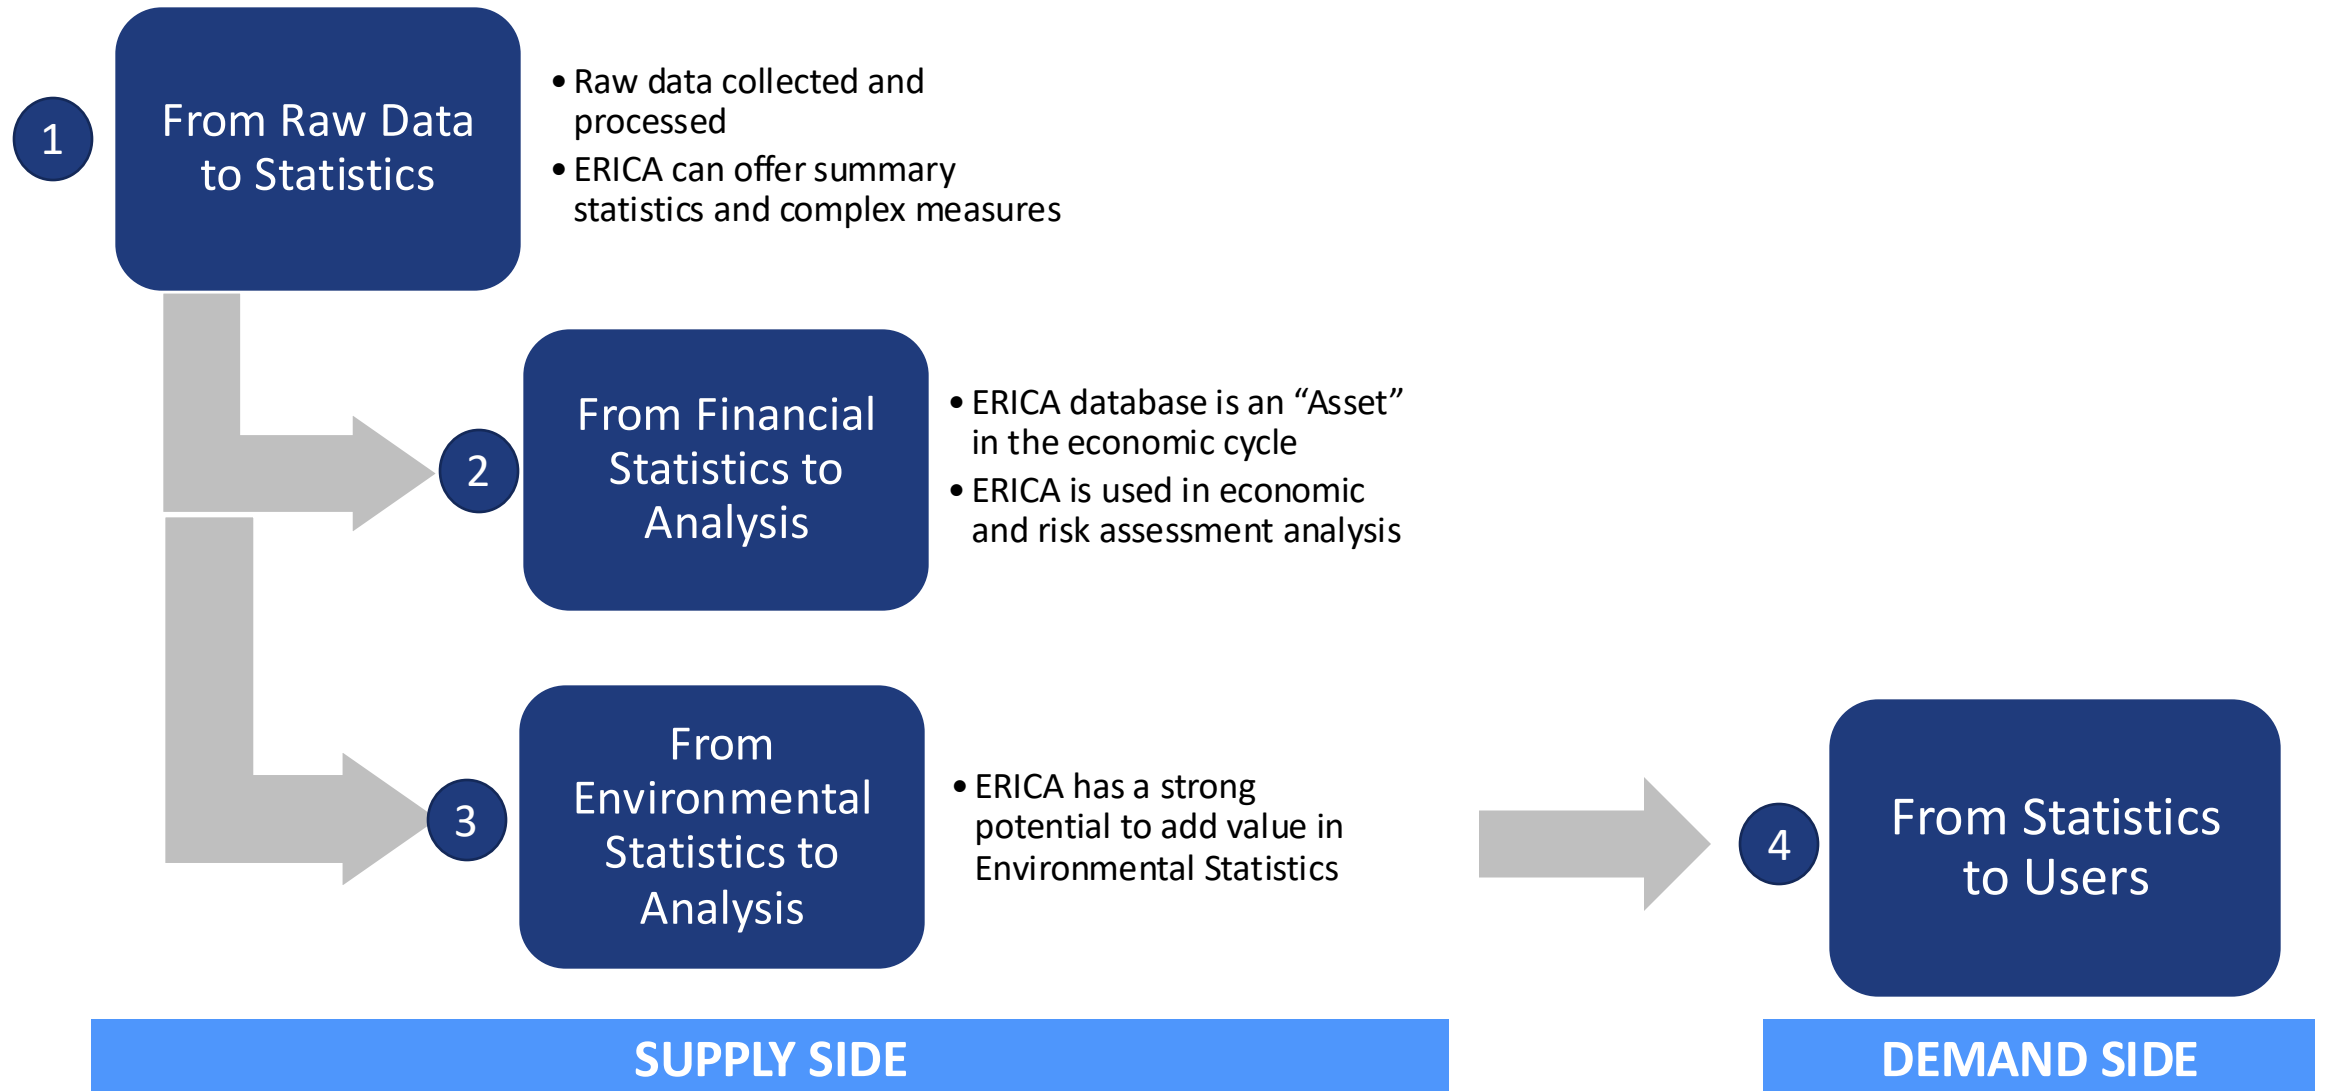 1
From Raw Data
to Statistics
• Raw data collected and
processed
• ERICA can offer summary
statistics and complex measures
2
From Financial
Statistics to
Analysis
• ERICA database is an “Asset”
in the economic cycle
• ERICA is used in economic
and risk assessment analysis
3
From
Environmental
Statistics to
Analysis
• ERICA has a strong
potential to add value in
Environmental Statistics
4
From Statistics
to Users
SUPPLY SIDE
DEMAND SIDE